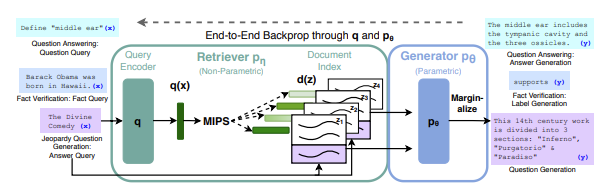 End-to-End Backprop through q and pθ
Define "middle ear"(x)
Question Answering:
Question Query
Barack Obama was
born in Hawaii.(x)
Fact Verification: Fact Query
The Divine
Comedy (x)
Jeopardy Question
Generation:
Answer Query
Query
Encoder
q
q(x)
Retriever pη
(Non-Parametric)
MIPS
Document
Index
d(z)
z4
z3
z2
z1
Generator pθ
(Parametric)
pθ
Margin-
alize
The middle ear includes
the tympanic cavity and
the three ossicles. (y)
Question Answering:
Answer Generation
supports (y)
Fact Verification:
Label Generation
This 14th century work
is divided into 3
sections: "Inferno",
"Purgatorio" &
"Paradiso" (y)
Question Generation